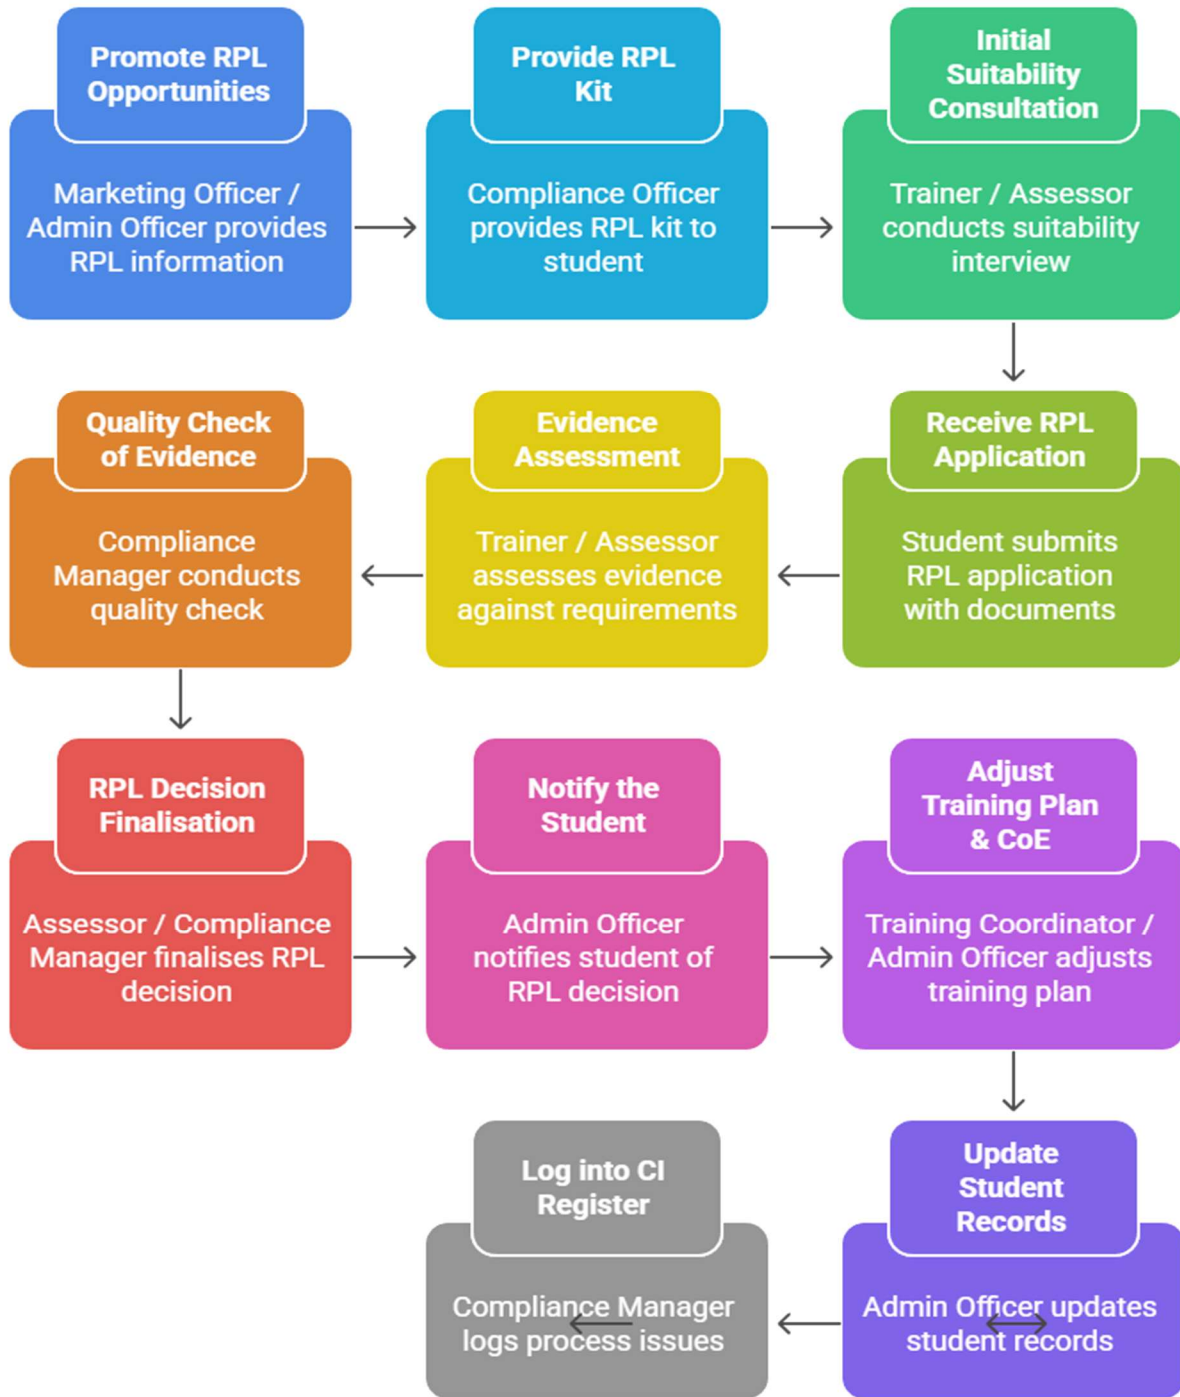 Promote RPL
Opportunities
Marketing Officer /
Admin Officer provides
RPL information
Provide RPL
Kit
Compliance Officer
provides RPL kit to
student
Initial
Suitability
Consultation
Trainer / Assessor
conducts suitability
interview
Receive RPL
Application
Student submits
RPL application
with documents
Evidence
Assessment
Trainer / Assessor
assesses evidence
against requirements
Quality Check
of Evidence
Compliance
Manager conducts
quality check
RPL Decision
Finalisation
Assessor / Compliance
Manager finalises RPL
decision
Notify the
Student
Admin Officer
notifies student of
RPL decision
Adjust
Training Plan
& CoE
Training Coordinator /
Admin Officer adjusts
training plan
Update
Student
Records
Admin Officer updates
student records
Log into CI
Register
Compliance Manager
logs process issues